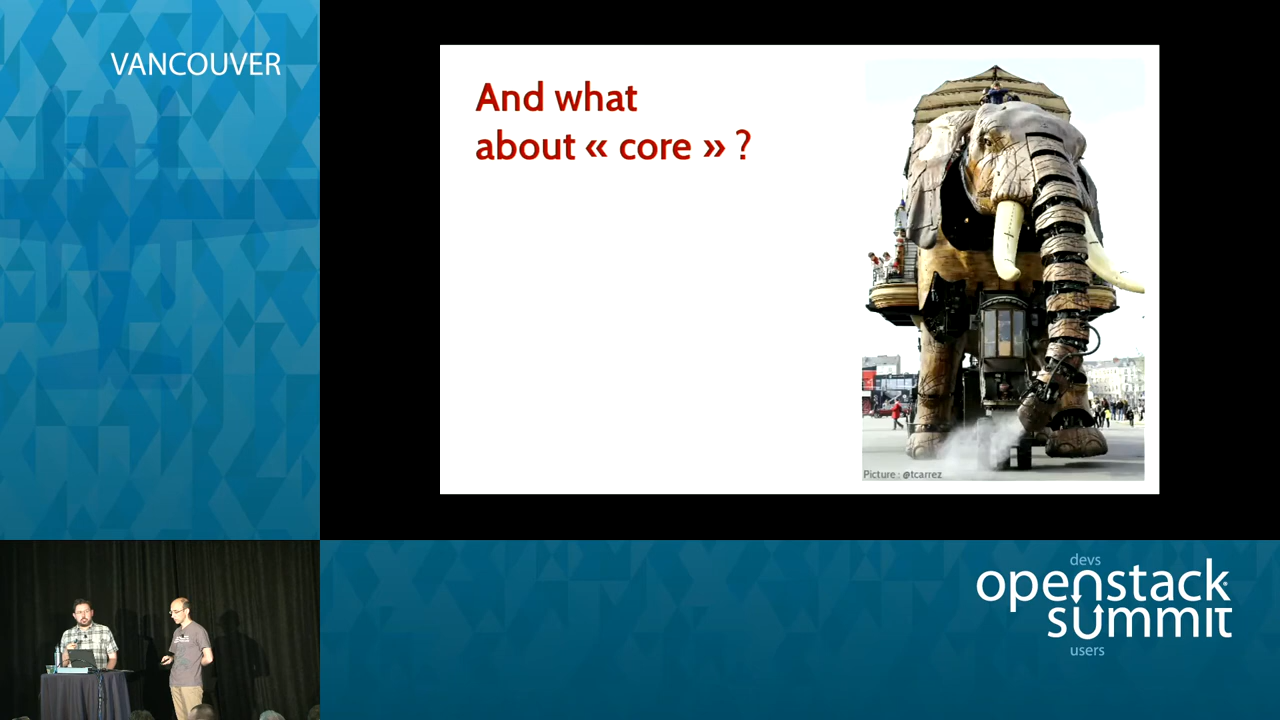 VANCOUVER
And what
about « core » ?
Picture : @tcarrez
devs
openstack
summit
users